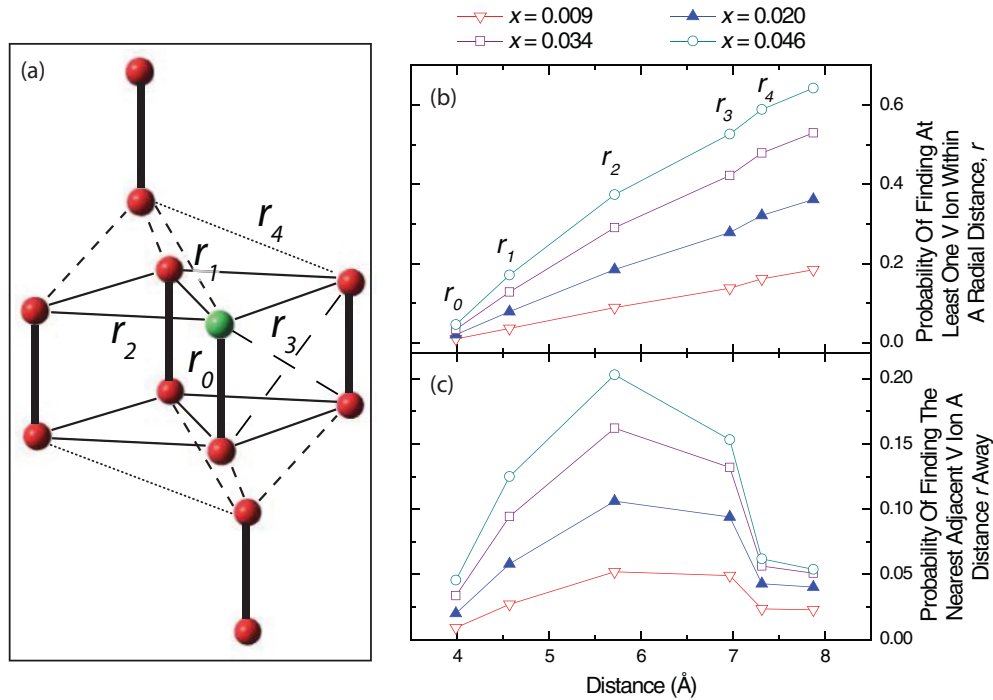 x = 0.009
x = 0.020
x = 0.034
x = 0.046
(a)
r4
r1
r2
r0
r3
(b)
r0
r1
r2
r3
r4
0.6
0.4
0.2
0.0
Probability Of Finding At
Least One V Ion Within
A Radial Distance, r
(c)
0.20
0.15
0.10
0.05
0.00
Probability Of Finding The
Nearest Adjacent V Ion A
Distance r Away
4 5 6 7 8
Distance (Å)